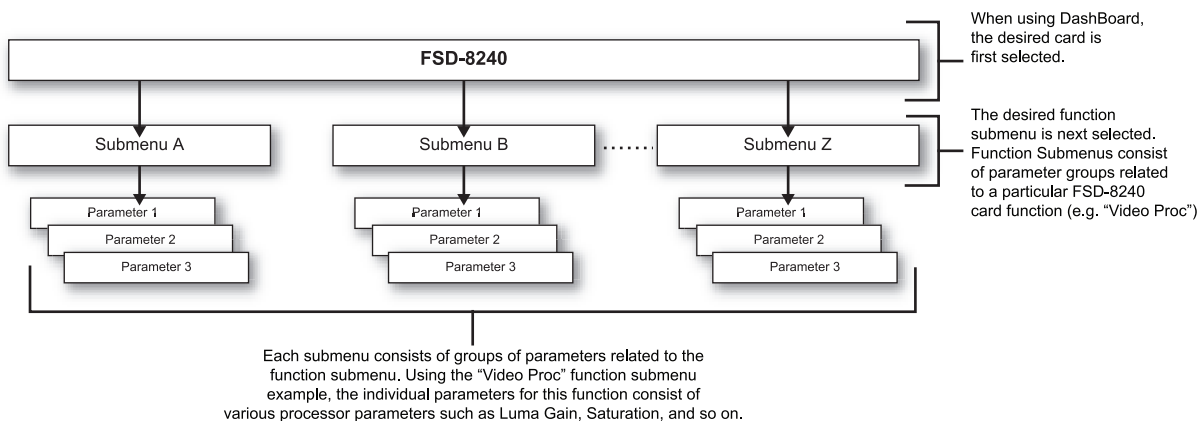 When using DashBoard,
the desired card is
first selected.
FSD-8240
The desired function
submenu is next selected.
Function Submenus consist
of parameter groups related
to a particular FSD-8240
card function (e.g. “Video Proc”)
Submenu A
Submenu B
Submenu Z
Parameter 1
Parameter 2
Parameter 3
Parameter 1
Parameter 2
Parameter 3
Parameter 1
Parameter 2
Parameter 3
Each submenu consists of groups of parameters related to the
function submenu. Using the “Video Proc” function submenu
example, the individual parameters for this function consist of
various processor parameters such as Luma Gain, Saturation, and so on.